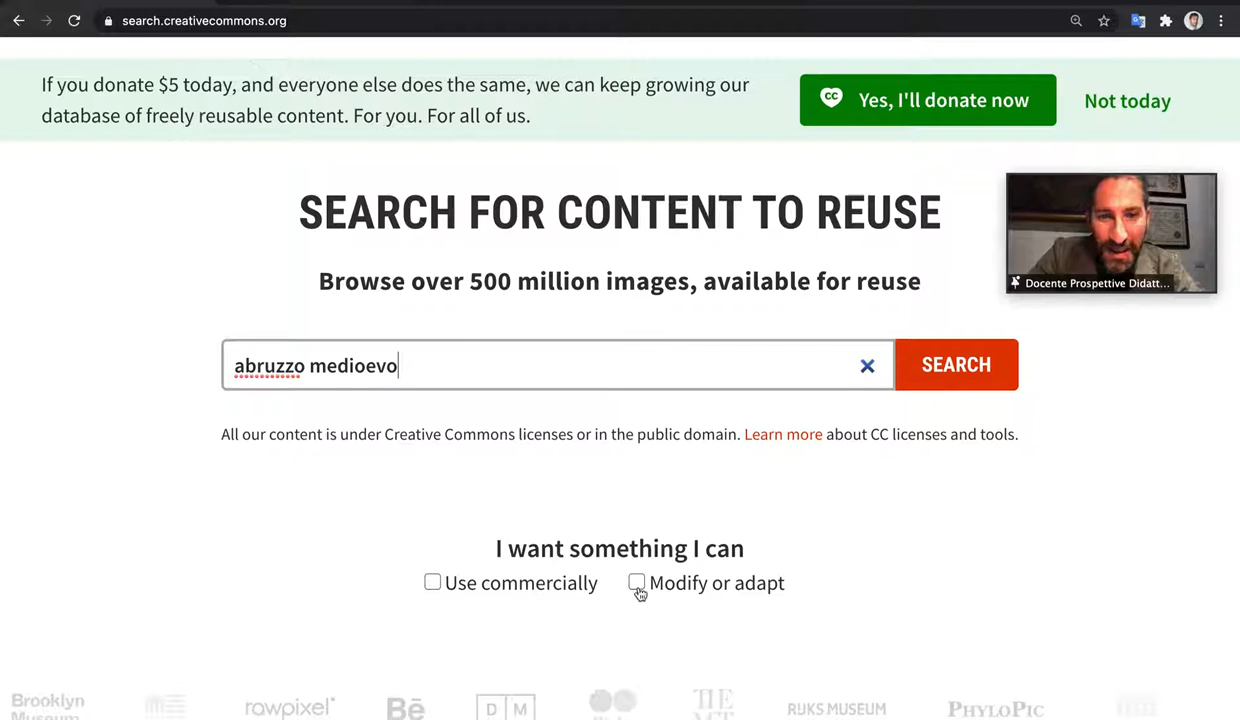 search.creativecommons.org
If you donate $5 today, and everyone else does the same, we can keep growing our
database of freely reusable content. For you. For all of us.
CC
Yes, I'll donate now
Not today
SEARCH FOR CONTENT TO REUSE
Browse over 500 million images, available for reuse
Docente Prospettive Didatt...
abruzzo medioevo
SEARCH
All our content is under Creative Commons licenses or in the public domain. Learn more about CC licenses and tools.
I want something I can
Use commercially
Modify or adapt
Brooklyn
Museum
rawpixel
Bē
D M
THE
MET
RIJKS MUSEUM
PHYLOPIC